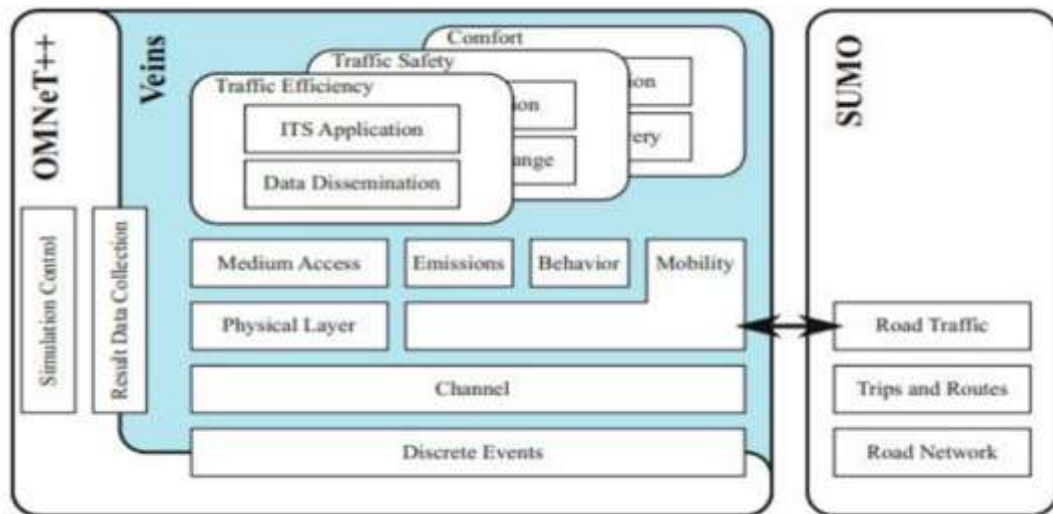 OMNeT++
Veins
Comfort
Traffic Safety
Traffic Efficiency
ITS Application
Data Dissemination
ion
ange
ion
ery
Simulation Control
Result Data Collection
Medium Access
Emissions
Behavior
Mobility
Physical Layer
Channel
Discrete Events
SUMO
Road Traffic
Trips and Routes
Road Network